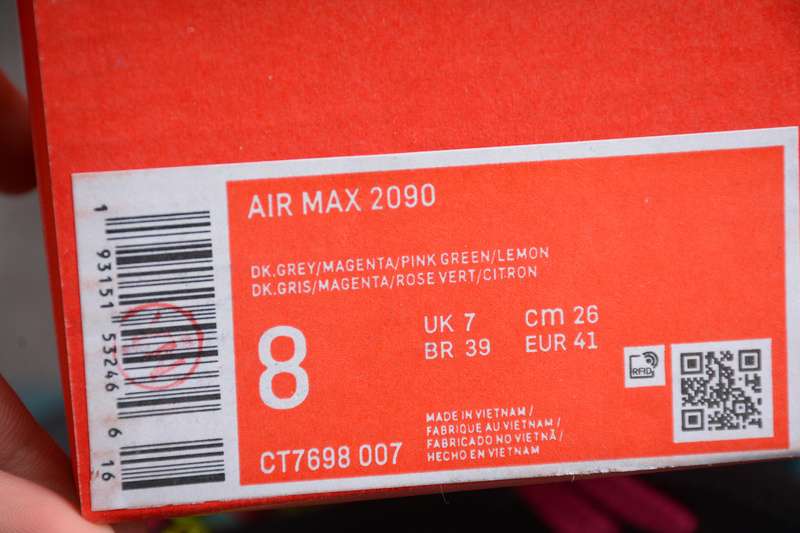 AIR MAX 2090
DK.GREY/MAGENTA/PINK GREEN/LEMON
DK.GRIS/MAGENTA/ROSE VERT/CITRON
8
UK 7
cm 26
BR 39
EUR 41
RFID
CT7698 007
MADE IN VIETNAM/
FABRIQUE AU VIETNAM/
FABRICADO NO VIETNÃ/
HECHO EN VIETNAM
1 93151 53246 6 16